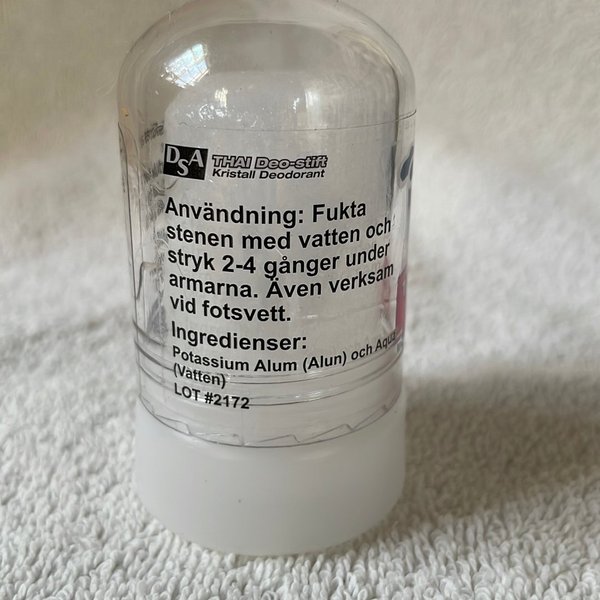 DSA THAI Deo-stift
Kristall Deodorant
Användning: Fukta
stenen med vatten och
stryk 2-4 gånger under
armarna. Även verksam
vid fotsvett.
Ingredienser:
Potassium Alum (Alun) och Aqua
(Vatten)
LOT #2172